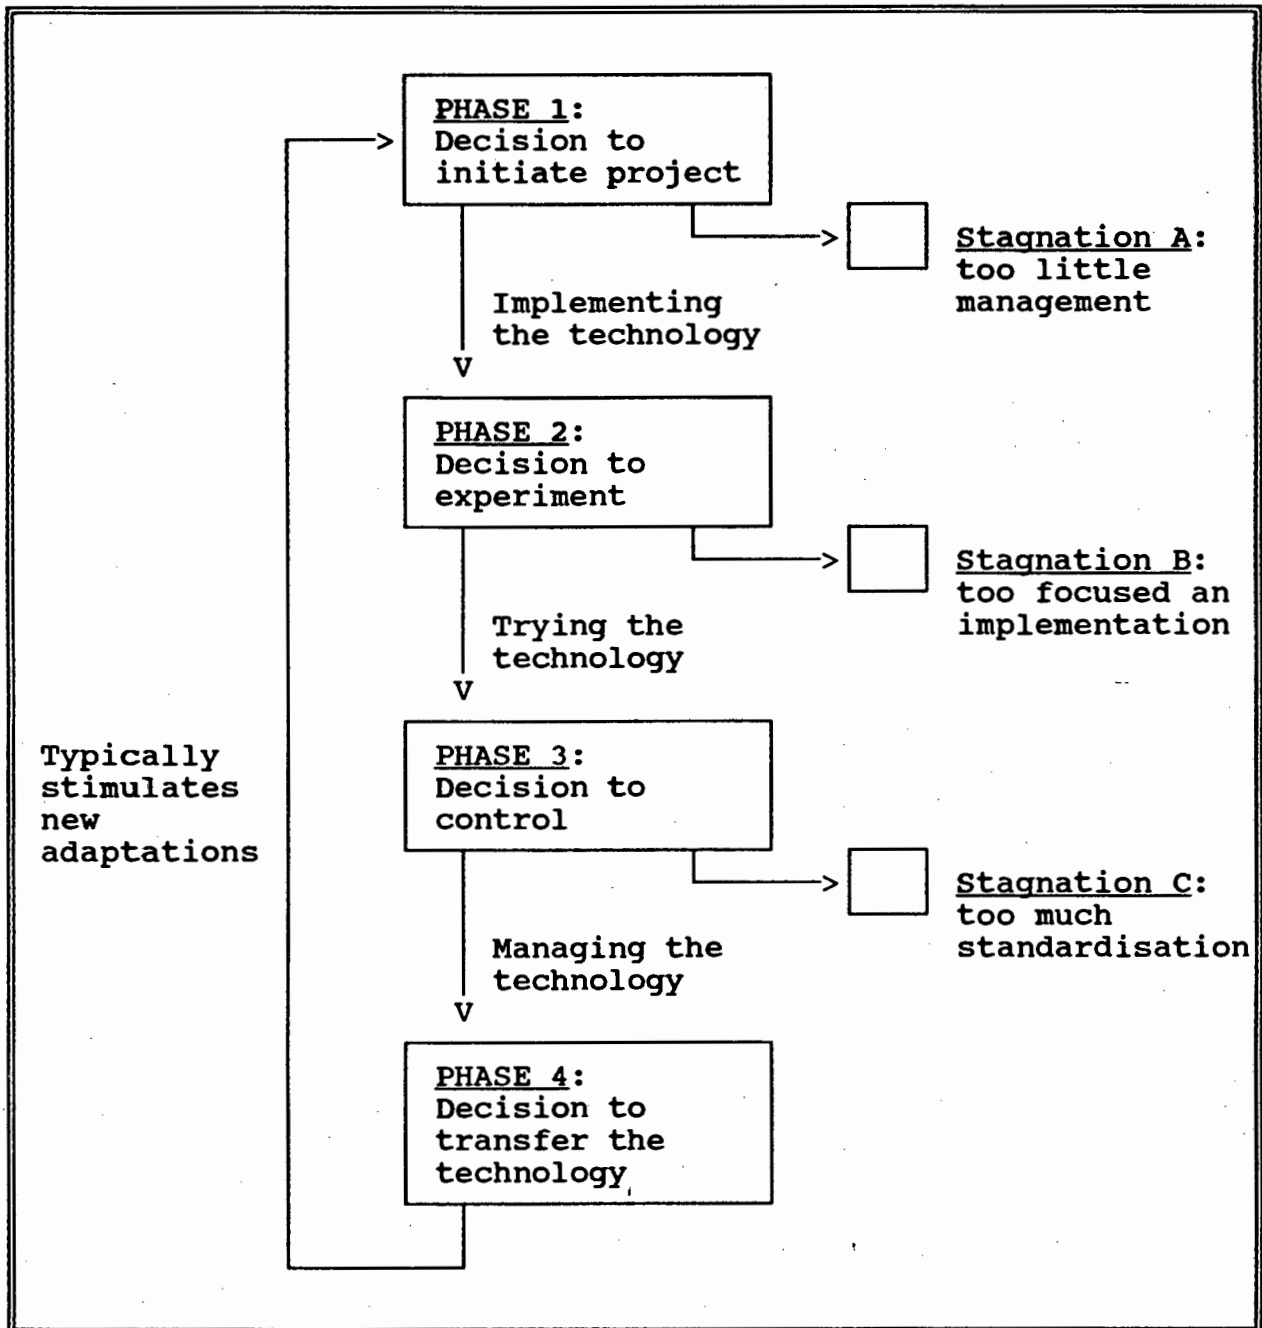 PHASE 1:
Decision to
initiate project
Stagnation A:
too little
management
Implementing
the technology
PHASE 2:
Decision to
experiment
Stagnation B:
too focused an
implementation
Trying the
technology
Typically
stimulates
new
adaptations
PHASE 3:
Decision to
control
Stagnation C:
too much
standardisation
Managing the
technology
PHASE 4:
Decision to
transfer the
technology